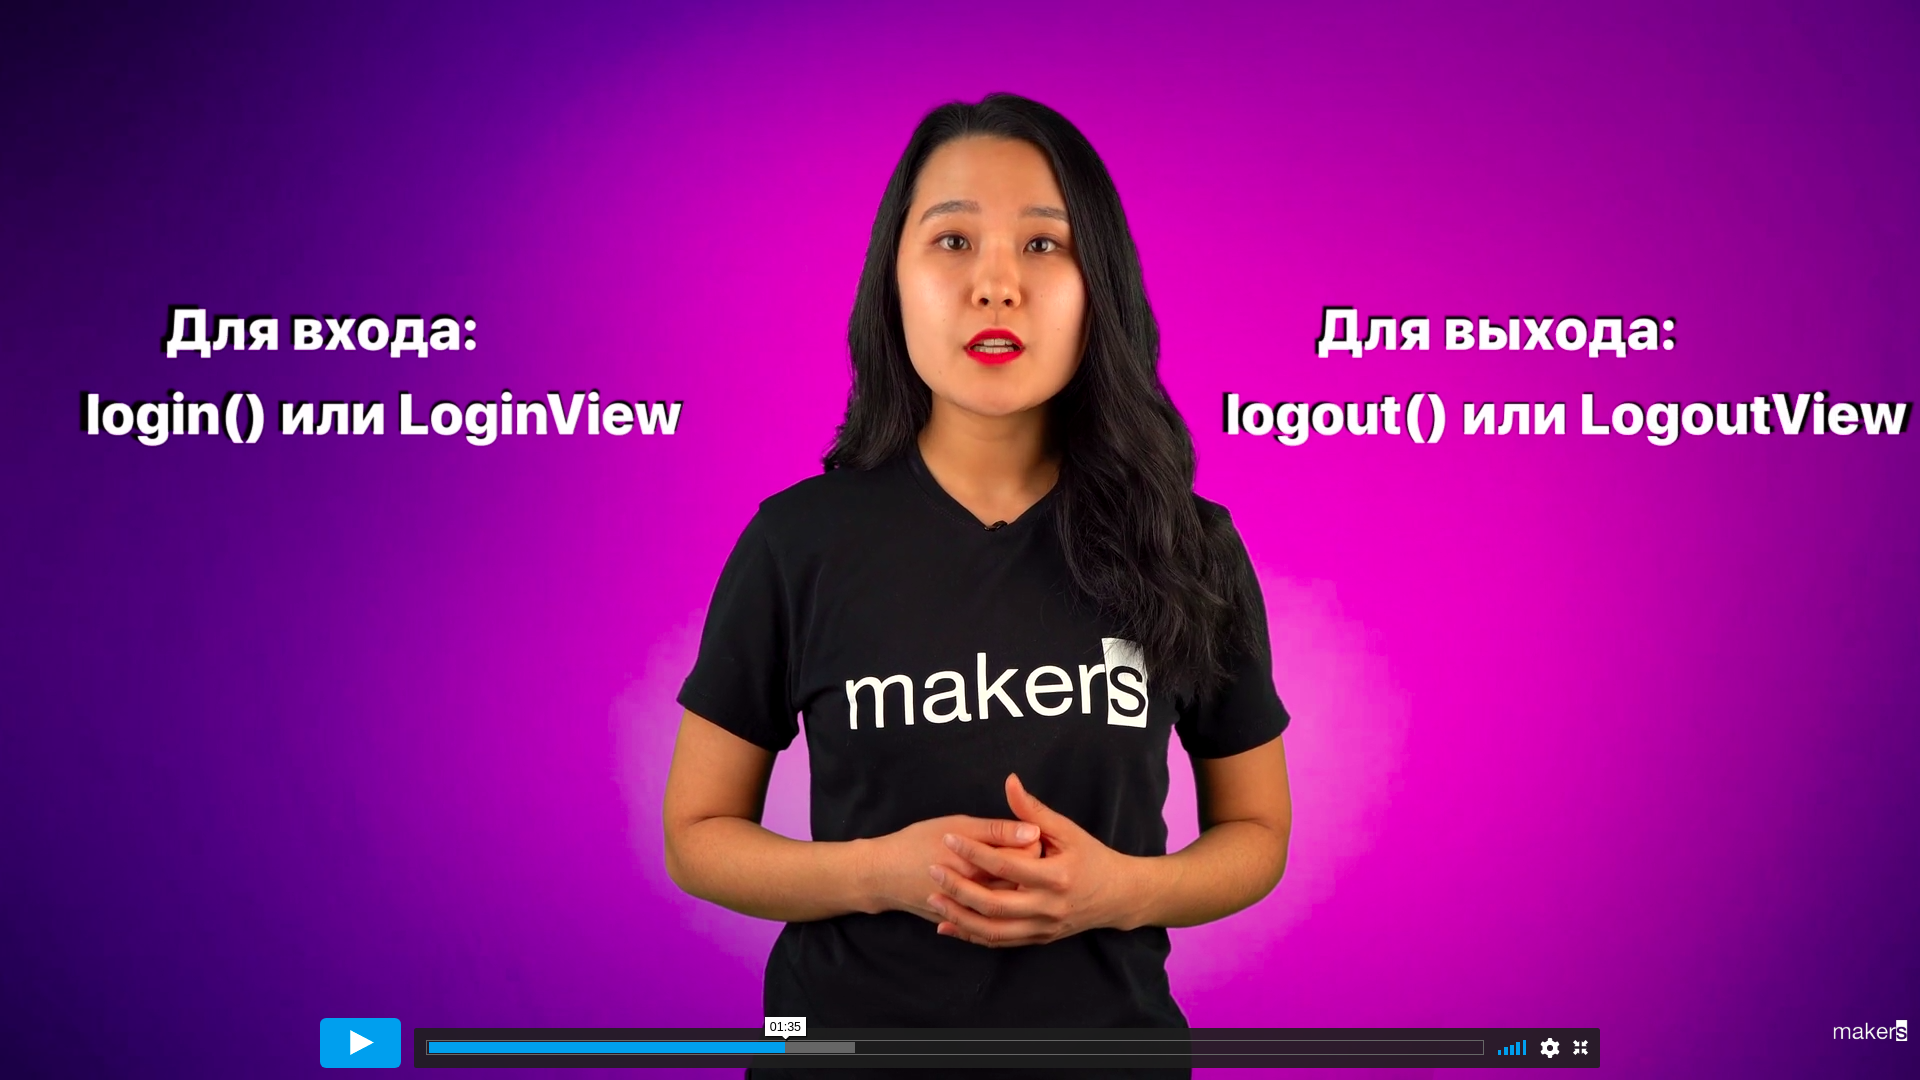 Для входа:
login() или LoginView
Для выхода:
logout() или LogoutView
makers
01:35
makers